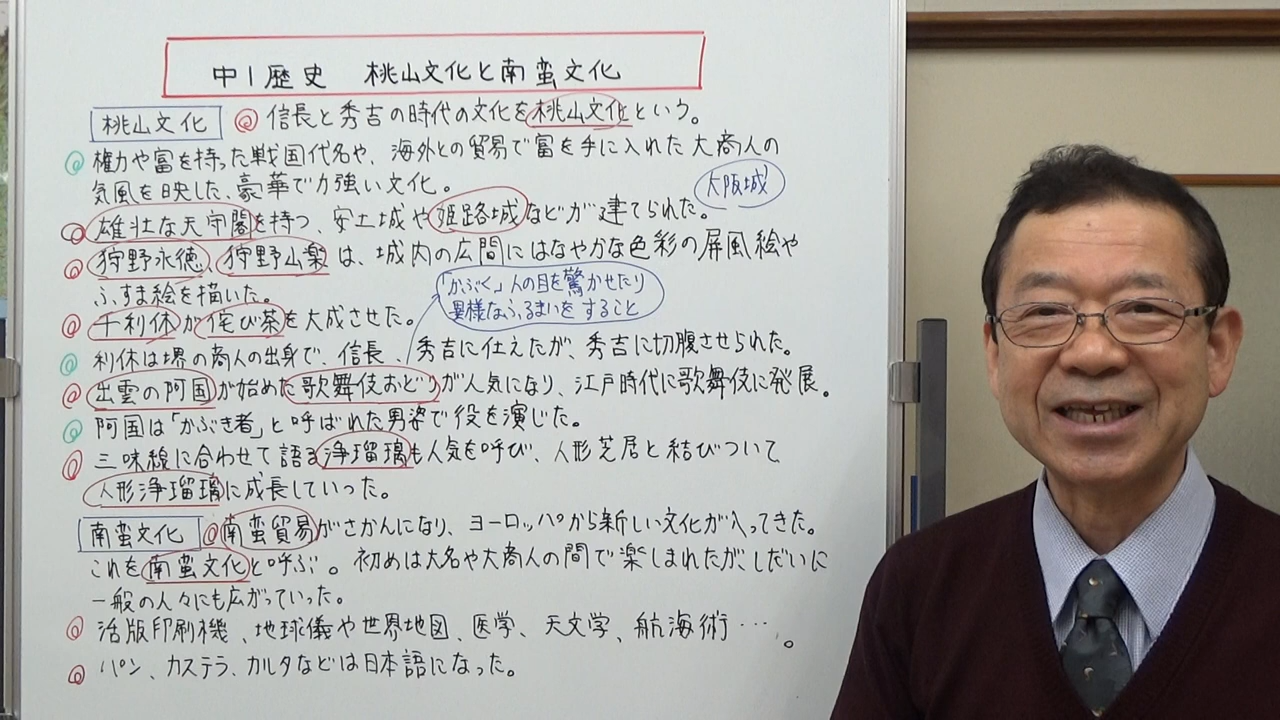 中1歴史 桃山文化と南蛮文化
桃山文化 ◎ 信長と秀吉の時代の文化を桃山文化という。
◎ 権力や富を持った戦国代名や、海外との貿易で富を手に入れた大商人の
気風を映した、豪華で力強い文化。
大阪城
◎ 雄壮な天守閣を持つ、安土城や姫路城などが建てられた。
◎ 狩野永徳、狩野山楽は、城内の広間にはなやかな色彩の屏風絵や
ふすま絵を描いた。
「かぶく」人の目を驚かせたり
異様なふるまいをすること
◎ 千利休が侘び茶を大成させた。
◎ 利休は堺の商人の出身で、信長、秀吉に仕えたが、秀吉に切腹させられた。
◎ 出雲の阿国が始めた歌舞伎おどりが人気になり、江戸時代に歌舞伎に発展。
◎ 阿国は「かぶき者」と呼ばれた男姿で役を演じた。
◎ 三味線に合わせて語る浄瑠璃も人気を呼び、人形芝居と結びついて
人形浄瑠璃に成長していった。
南蛮文化 ◎ 南蛮貿易がさかんになり、ヨーロッパから新しい文化が入ってきた。
これを南蛮文化と呼ぶ。初めは大名や大商人の間で楽しまれたが、しだいに
一般の人々にも広がっていった。
◎ 活版印刷機、地球儀や世界地図、医学、天文学、航海術…。
◎ パン、カステラ、カルタなどは日本語になった。